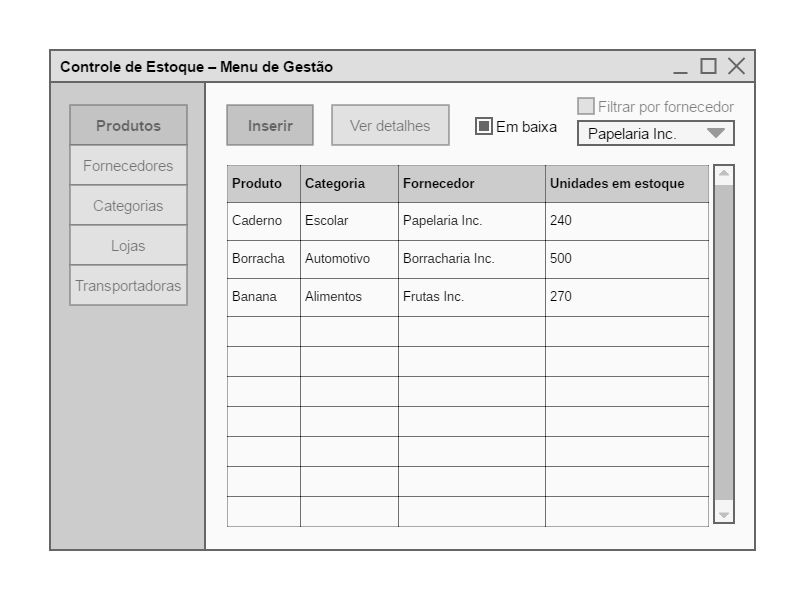 Controle de Estoque – Menu de Gestão
Produtos
Fornecedores
Categorias
Lojas
Transportadoras
Inserir
Ver detalhes
Em baixa
Filtrar por fornecedor
Papelaria Inc.
Produto Categoria Fornecedor Unidades em estoque
Caderno Escolar Papelaria Inc. 240
Borracha Automotivo Borracharia Inc. 500
Banana Alimentos Frutas Inc. 270